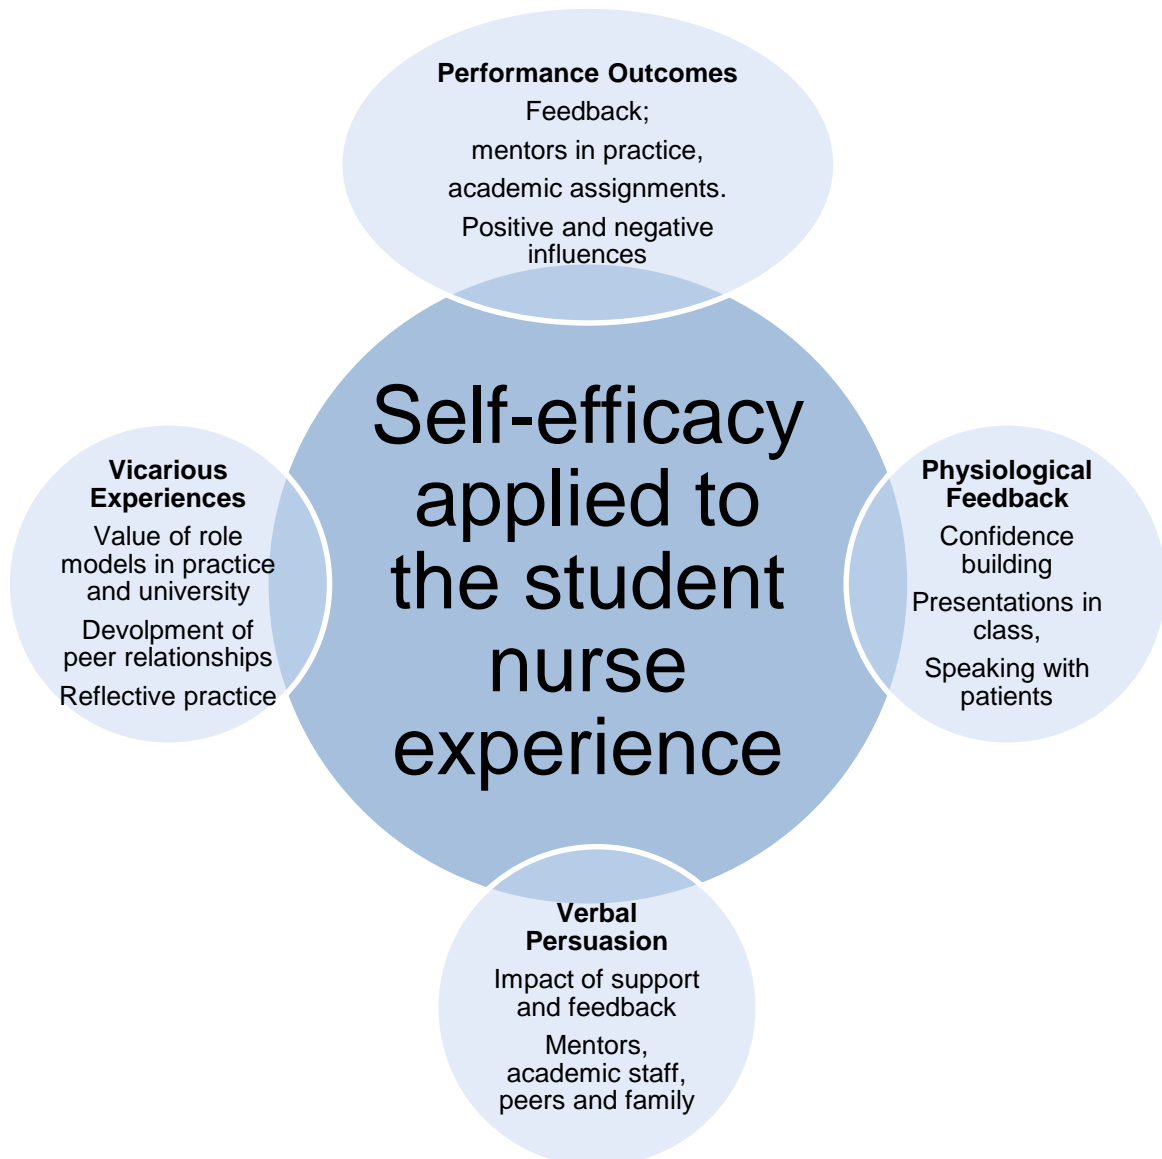 Performance Outcomes
Feedback;
mentors in practice,
academic assignments.
Positive and negative
influences
Self-efficacy
applied to
the student
nurse
experience
Vicarious
Experiences
Value of role
models in practice
and university
Devolpment of
peer relationships
Reflective practice
Physiological
Feedback
Confidence
building
Presentations in
class,
Speaking with
patients
Verbal
Persuasion
Impact of support
and feedback
Mentors,
academic staff,
peers and family